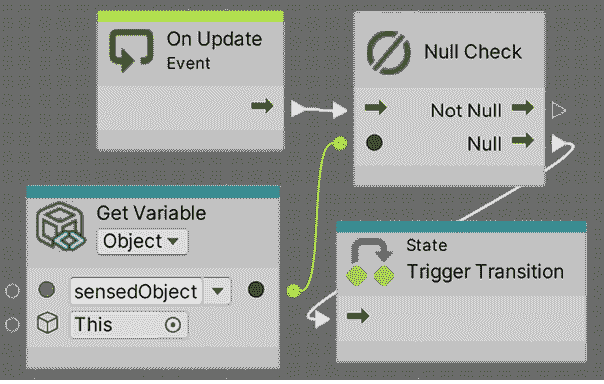 On Update
Event
Null Check
Not Null
Null
Get Variable
Object
sensedObject
This
State
Trigger Transition